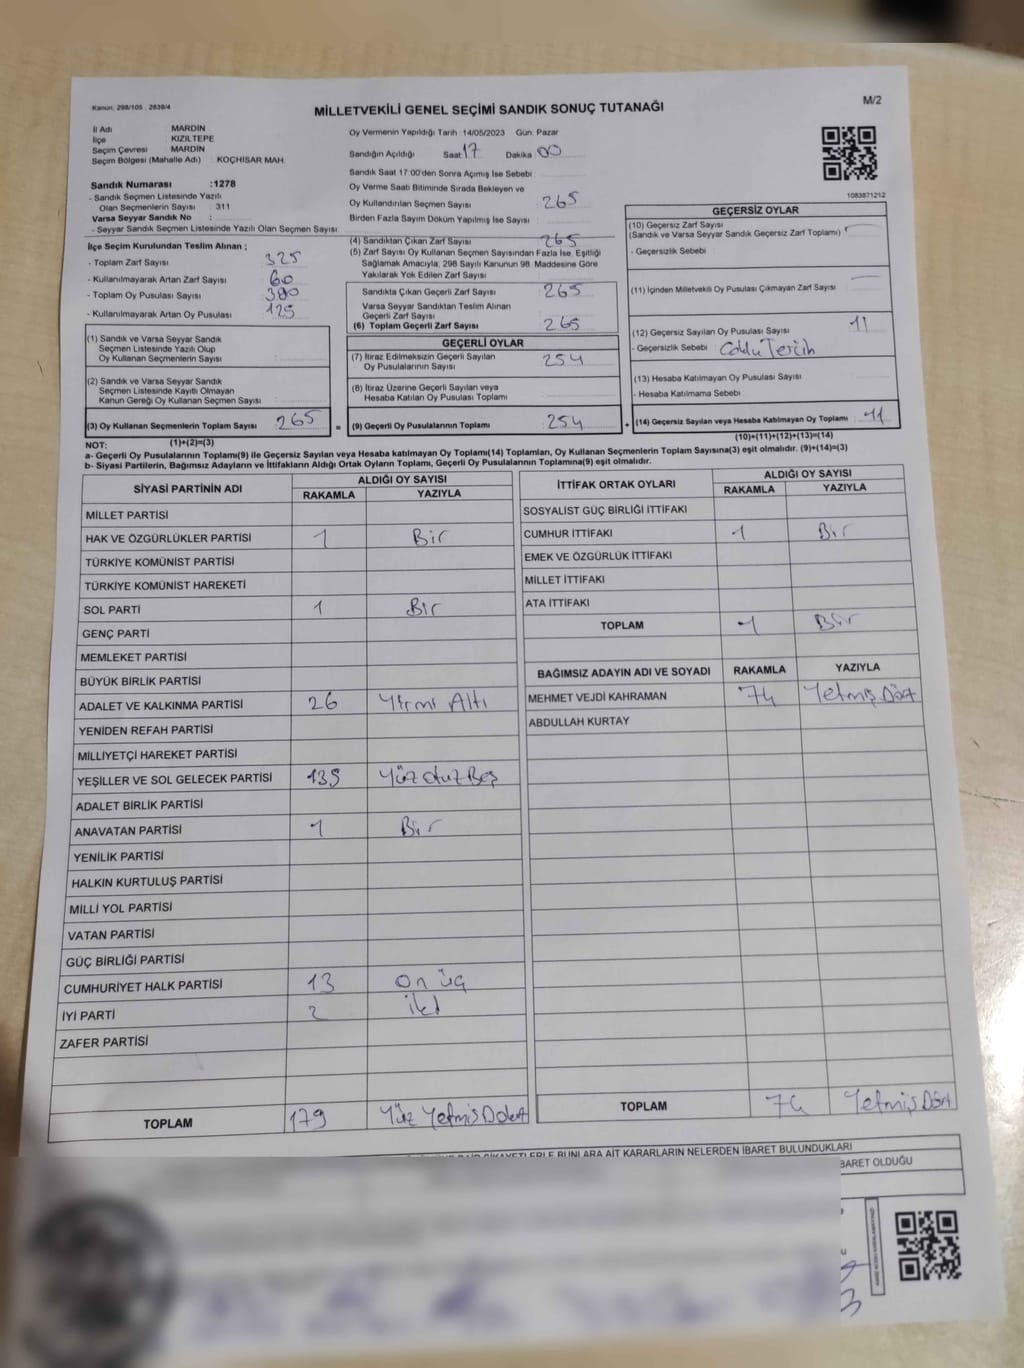 Kanun: 298/105 , 2839/4
MİLLETVEKİLİ GENEL SEÇİMİ SANDIK SONUÇ TUTANAĞI
M/2
İl Adı MARDİN
İlçe KIZILTEPE
Seçim Çevresi MARDİN
Seçim Bölgesi (Mahalle Adı) : KOÇHİSAR MAH.
Sandık Numarası :1278
- Sandık Seçmen Listesinde Yazılı
Olan Seçmenlerin Sayısı : 311
Varsa Seyyar Sandık No :
- Seyyar Sandık Seçmen Listesinde Yazılı Olan Seçmen Sayısı:
İlçe Seçim Kurulundan Teslim Alınan ;
- Toplam Zarf Sayısı : 325
- Kullanılmayarak Artan Zarf Sayısı : 60
- Toplam Oy Pusulası Sayısı : 380
- Kullanılmayarak Artan Oy Pusulası : 125
(1) Sandık ve Varsa Seyyar Sandık
Seçmen Listesinde Yazılı Olup
Oy Kullanan Seçmenlerin Sayısı :
(2) Sandık ve Varsa Seyyar Sandık
Seçmen Listesinde Kayıtlı Olmayan
Kanun Gereği Oy Kullanan Seçmen Sayısı :
(3) Oy Kullanan Seçmenlerin Toplam Sayısı : 265
(1)+(2)=(3)
Oy Vermenin Yapıldığı Tarih : 14/05/2023 Gün: Pazar
Sandığın Açıldığı Saat 17 Dakika 00
Sandık Saat 17:00'den Sonra Açılmış İse Sebebi :
Oy Verme Saati Bitiminde Sırada Bekleyen ve
Oy Kullandırılan Seçmen Sayısı : 265
Birden Fazla Sayım Döküm Yapılmış İse Sayısı :
(4) Sandıktan Çıkan Zarf Sayısı : 265
(5) Zarf Sayısı Oy Kullanan Seçmen Sayısından Fazla İse, Eşitliği
Sağlamak Amacıyla; 298 Sayılı Kanunun 98. Maddesine Göre
Yakılarak Yok Edilen Zarf Sayısı :
Sandıkta Çıkan Geçerli Zarf Sayısı : 265
Varsa Seyyar Sandıktan Teslim Alınan
Geçerli Zarf Sayısı :
(6) Toplam Geçerli Zarf Sayısı : 265
GEÇERLİ OYLAR
(7) İtiraz Edilmeksizin Geçerli Sayılan
Oy Pusulalarının Sayısı : 254
(8) İtiraz Üzerine Geçerli Sayılan veya
Hesaba Katılan Oy Pusulası Toplamı :
= (9) Geçerli Oy Pusulalarının Toplamı : 254
1083871212
GEÇERSİZ OYLAR
(10) Geçersiz Zarf Sayısı
(Sandık ve Varsa Seyyar Sandık Geçersiz Zarf Toplamı) :
- Geçersizlik Sebebi :
(11) İçinden Milletvekili Oy Pusulası Çıkmayan Zarf Sayısı :
(12) Geçersiz Sayılan Oy Pusulası Sayısı : 11
- Geçersizlik Sebebi : Çoklu Tercih
(13) Hesaba Katılmayan Oy Pusulası Sayısı :
- Hesaba Katılmama Sebebi :
+ (14) Geçersiz Sayılan veya Hesaba Katılmayan Oy Toplamı : 11
(10)+(11)+(12)+(13)=(14)
NOT:
a- Geçerli Oy Pusulalarının Toplamı(9) ile Geçersiz Sayılan veya Hesaba katılmayan Oy Toplamı(14) Toplamları, Oy Kullanan Seçmenlerin Toplam Sayısına(3) eşit olmalıdır. (9)+(14)=(3)
b- Siyasi Partilerin, Bağımsız Adayların ve İttifakların Aldığı Ortak Oyların Toplamı, Geçerli Oy Pusulalarının Toplamına(9) eşit olmalıdır.
SİYASİ PARTİNİN ADI ALDIĞI OY SAYISI
RAKAMLA YAZIYLA
MİLLET PARTİSİ
HAK VE ÖZGÜRLÜKLER PARTİSİ 1 Bir
TÜRKİYE KOMÜNİST PARTİSİ
TÜRKİYE KOMÜNİST HAREKETİ
SOL PARTİ 1 Bir
GENÇ PARTİ
MEMLEKET PARTİSİ
BÜYÜK BİRLİK PARTİSİ
ADALET VE KALKINMA PARTİSİ 26 Yirmi Altı
YENİDEN REFAH PARTİSİ
MİLLİYETÇİ HAREKET PARTİSİ
YEŞİLLER VE SOL GELECEK PARTİSİ 135 Yüz otuz Beş
ADALET BİRLİK PARTİSİ
ANAVATAN PARTİSİ 1 Bir
YENİLİK PARTİSİ
HALKIN KURTULUŞ PARTİSİ
MİLLİ YOL PARTİSİ
VATAN PARTİSİ
GÜÇ BİRLİĞİ PARTİSİ
CUMHURİYET HALK PARTİSİ 13 on üç
İYİ PARTİ 2 iki
ZAFER PARTİSİ
TOPLAM 179 Yüz Yetmiş Dokuz
İTTİFAK ORTAK OYLARI ALDIĞI OY SAYISI
RAKAMLA YAZIYLA
SOSYALİST GÜÇ BİRLİĞİ İTTİFAKI
CUMHUR İTTİFAKI 1 Bir
EMEK VE ÖZGÜRLÜK İTTİFAKI
MİLLET İTTİFAKI
ATA İTTİFAKI
TOPLAM 1 Bir
BAĞIMSIZ ADAYIN ADI VE SOYADI RAKAMLA YAZIYLA
MEHMET VEJDİ KAHRAMAN 74 Yetmiş Dört
ABDULLAH KURTAY
TOPLAM 74 Yetmiş Dört
BUNLARA AİT KARARLARIN NELERDEN İBARET BULUNDUKLARI
İBARET OLDUĞU